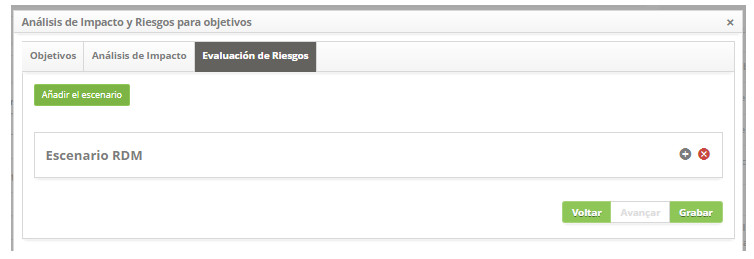 Análisis de Impacto y Riesgos para objetivos ×
Objetivos Análisis de Impacto Evaluación de Riesgos
Añadir el escenario
Escenario RDM
Voltar Avançar Grabar